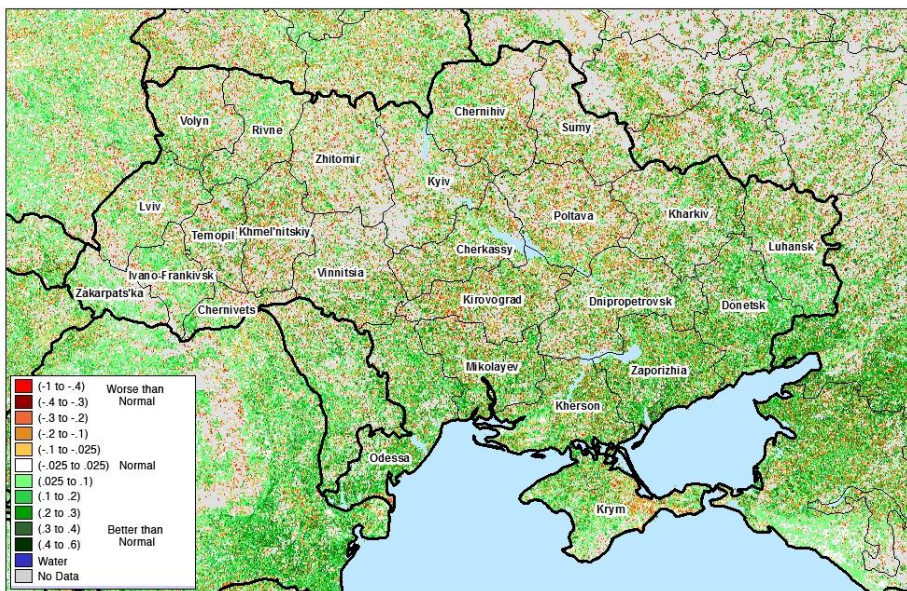 Chernihiv
Volyn
Sumy
Rivne
Zhitomir
Kyiv
Lviv
Poltava
Kharkiv
Ternopil
Khmel'nitskiy
Cherkassy
Luhansk
Ivano-Frankivsk
Vinnitsia
Zakarpats'ka
Kirovograd
Dnipropetrovsk
Donetsk
Chernivets
Mikolayev
Zaporizhia
Kherson
Odessa
Krym
(-1 to -.4) Worse than
(-.4 to -.3) Normal
(-.3 to -.2)
(-.2 to -.1)
(-.1 to -.025)
(-.025 to .025) Normal
(.025 to .1)
(.1 to .2)
(.2 to .3)
(.3 to .4) Better than
(.4 to .6) Normal
Water
No Data